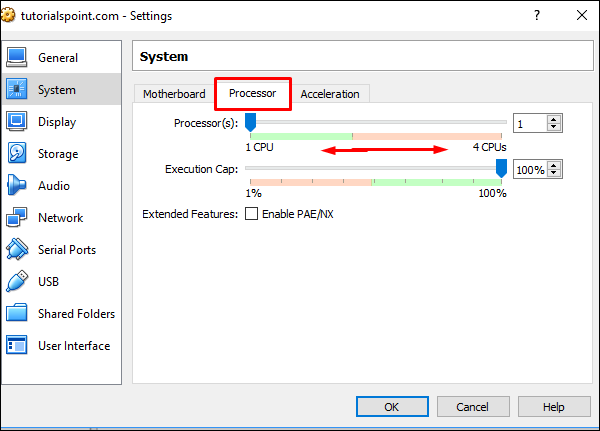 tutorialspoint.com - Settings
?
General
System
Display
Storage
Audio
Network
Serial Ports
USB
Shared Folders
User Interface
System
Motherboard Processor Acceleration
Processor(s): 1
1 CPU 4 CPUs
Execution Cap: 100%
1% 100%
Extended Features: Enable PAE/NX
OK Cancel Help